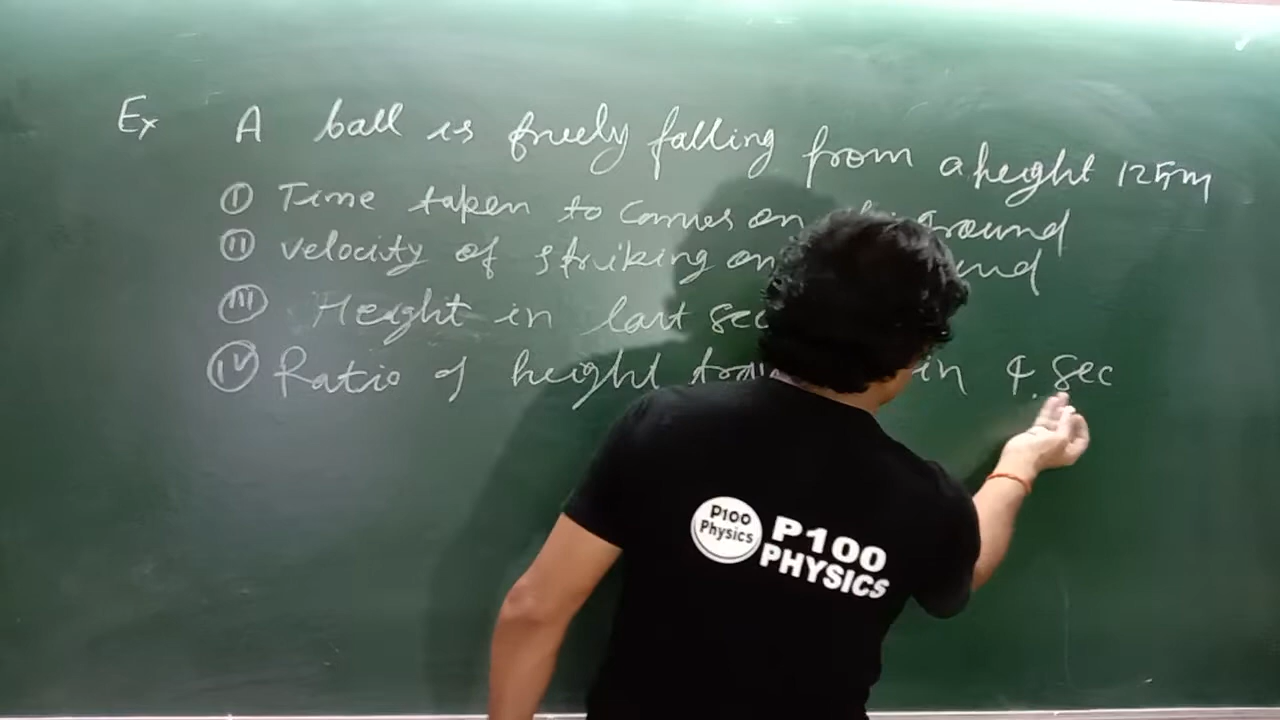 Ex A ball is freely falling from a height 125m
(I) Time taken to comes on ground
(II) velocity of striking on
(III) Height in last sec
(IV) Ratio of height in 4 sec
P100 Physics
P100 PHYSICS